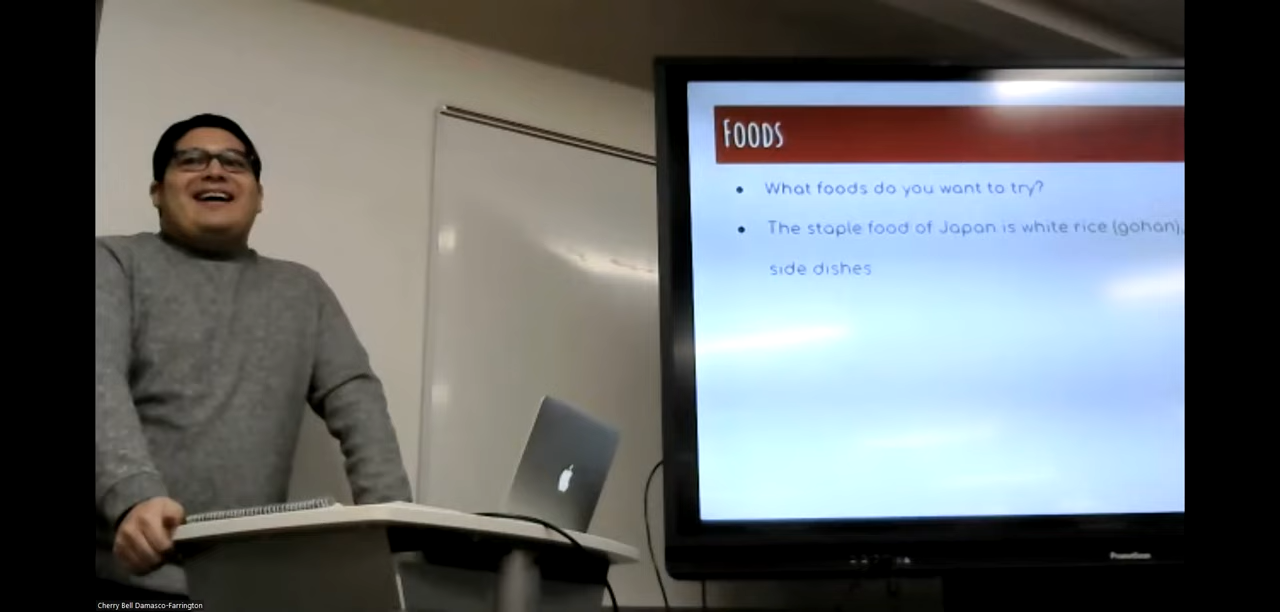 FOODS
What foods do you want to try?
The staple food of Japan is white rice (gohan),
side dishes
Promethean
Cherry Bell Damasco-Farrington